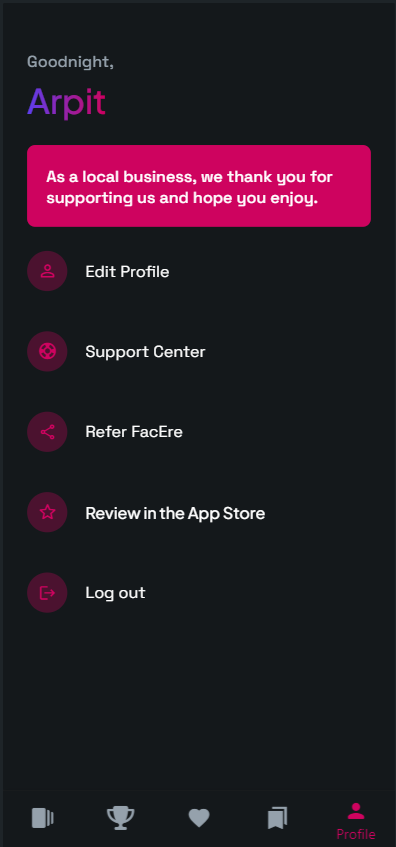 Goodnight,
Arpit
As a local business, we thank you for
supporting us and hope you enjoy.
Edit Profile
Support Center
Refer FacEre
Review in the App Store
Log out
Profile